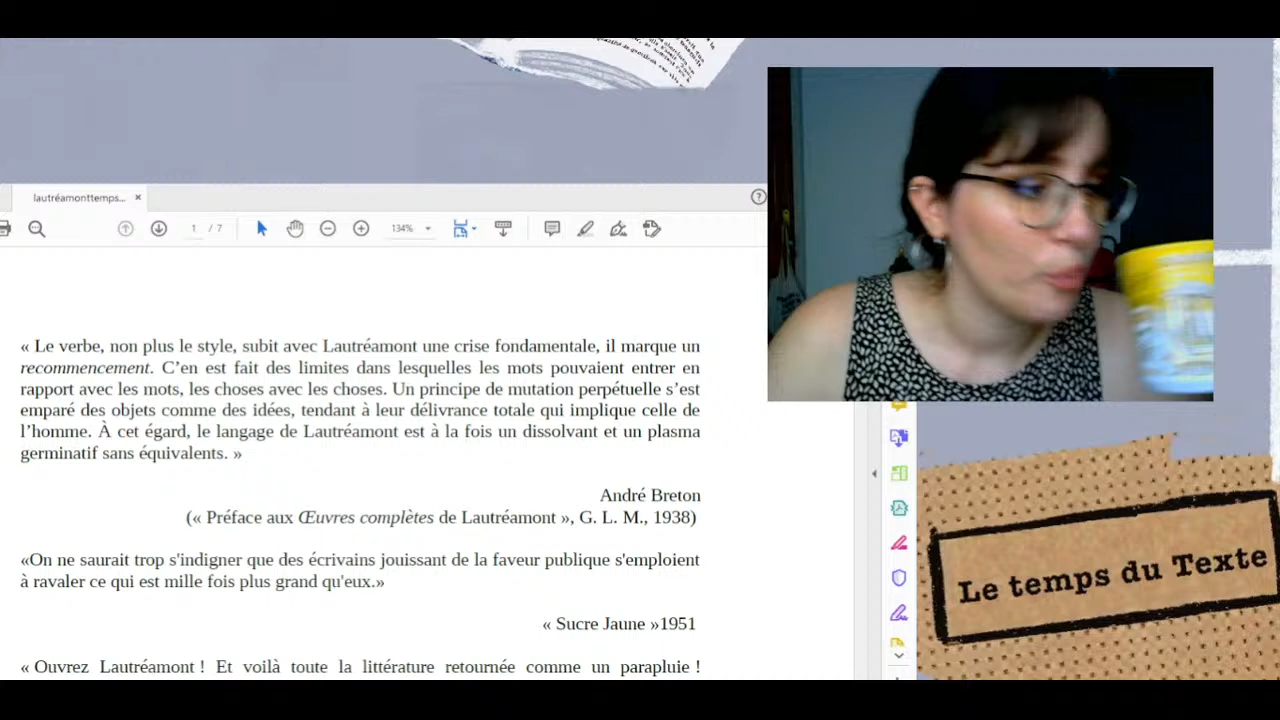 lautréamonttemps...
1 / 7
134%
« Le verbe, non plus le style, subit avec Lautréamont une crise fondamentale, il marque un
recommencement. C’en est fait des limites dans lesquelles les mots pouvaient entrer en
rapport avec les mots, les choses avec les choses. Un principe de mutation perpétuelle s’est
emparé des objets comme des idées, tendant à leur délivrance totale qui implique celle de
l’homme. À cet égard, le langage de Lautréamont est à la fois un dissolvant et un plasma
germinatif sans équivalents. »
André Breton
(« Préface aux Œuvres complètes de Lautréamont », G. L. M., 1938)
«On ne saurait trop s'indigner que des écrivains jouissant de la faveur publique s'emploient
à ravaler ce qui est mille fois plus grand qu'eux.»
« Sucre Jaune »1951
« Ouvrez Lautréamont ! Et voilà toute la littérature retournée comme un parapluie !
Le temps du Texte